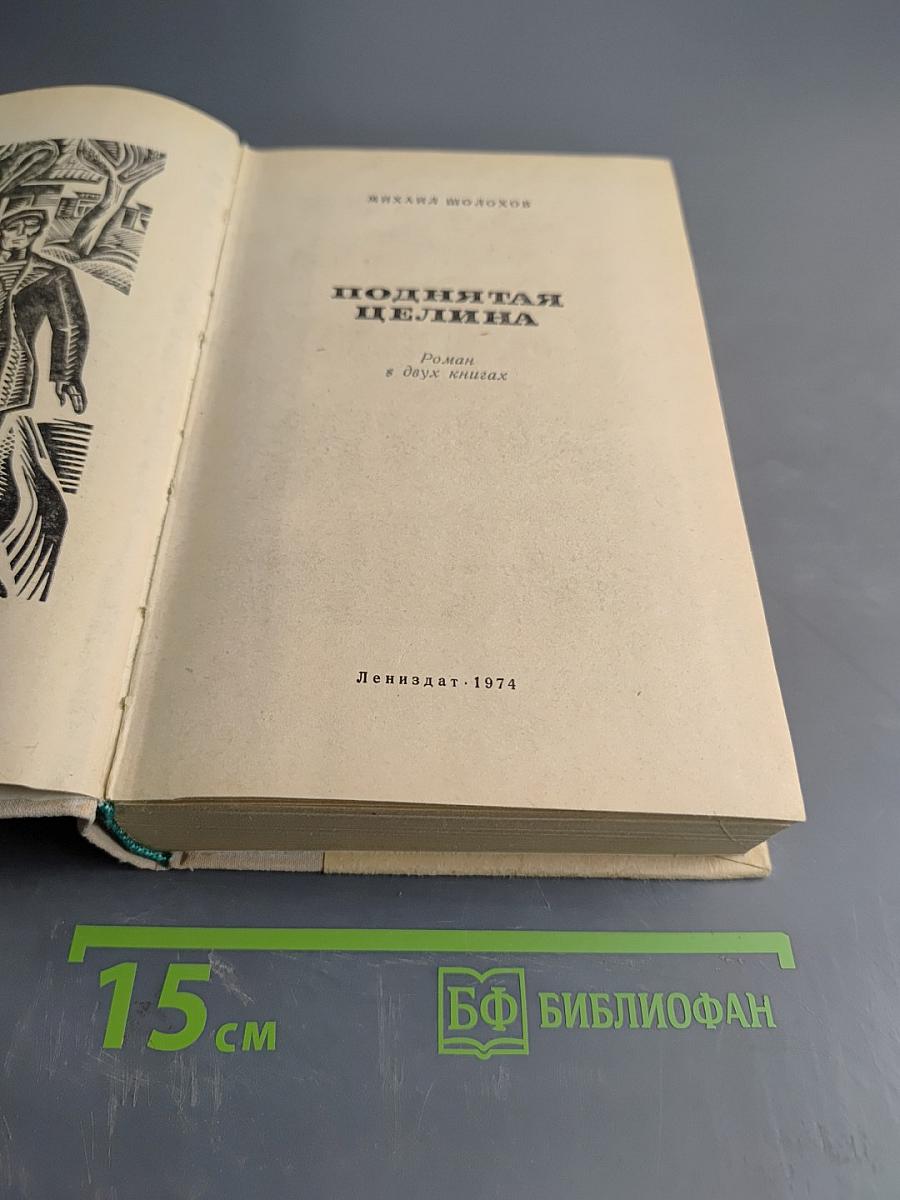 МИХАИЛ ШОЛОХОВ
ПОДНЯТАЯ
ЦЕЛИНА
Роман
в двух книгах
Лениздат · 1974
15 см
БФ БИБЛИОФАН